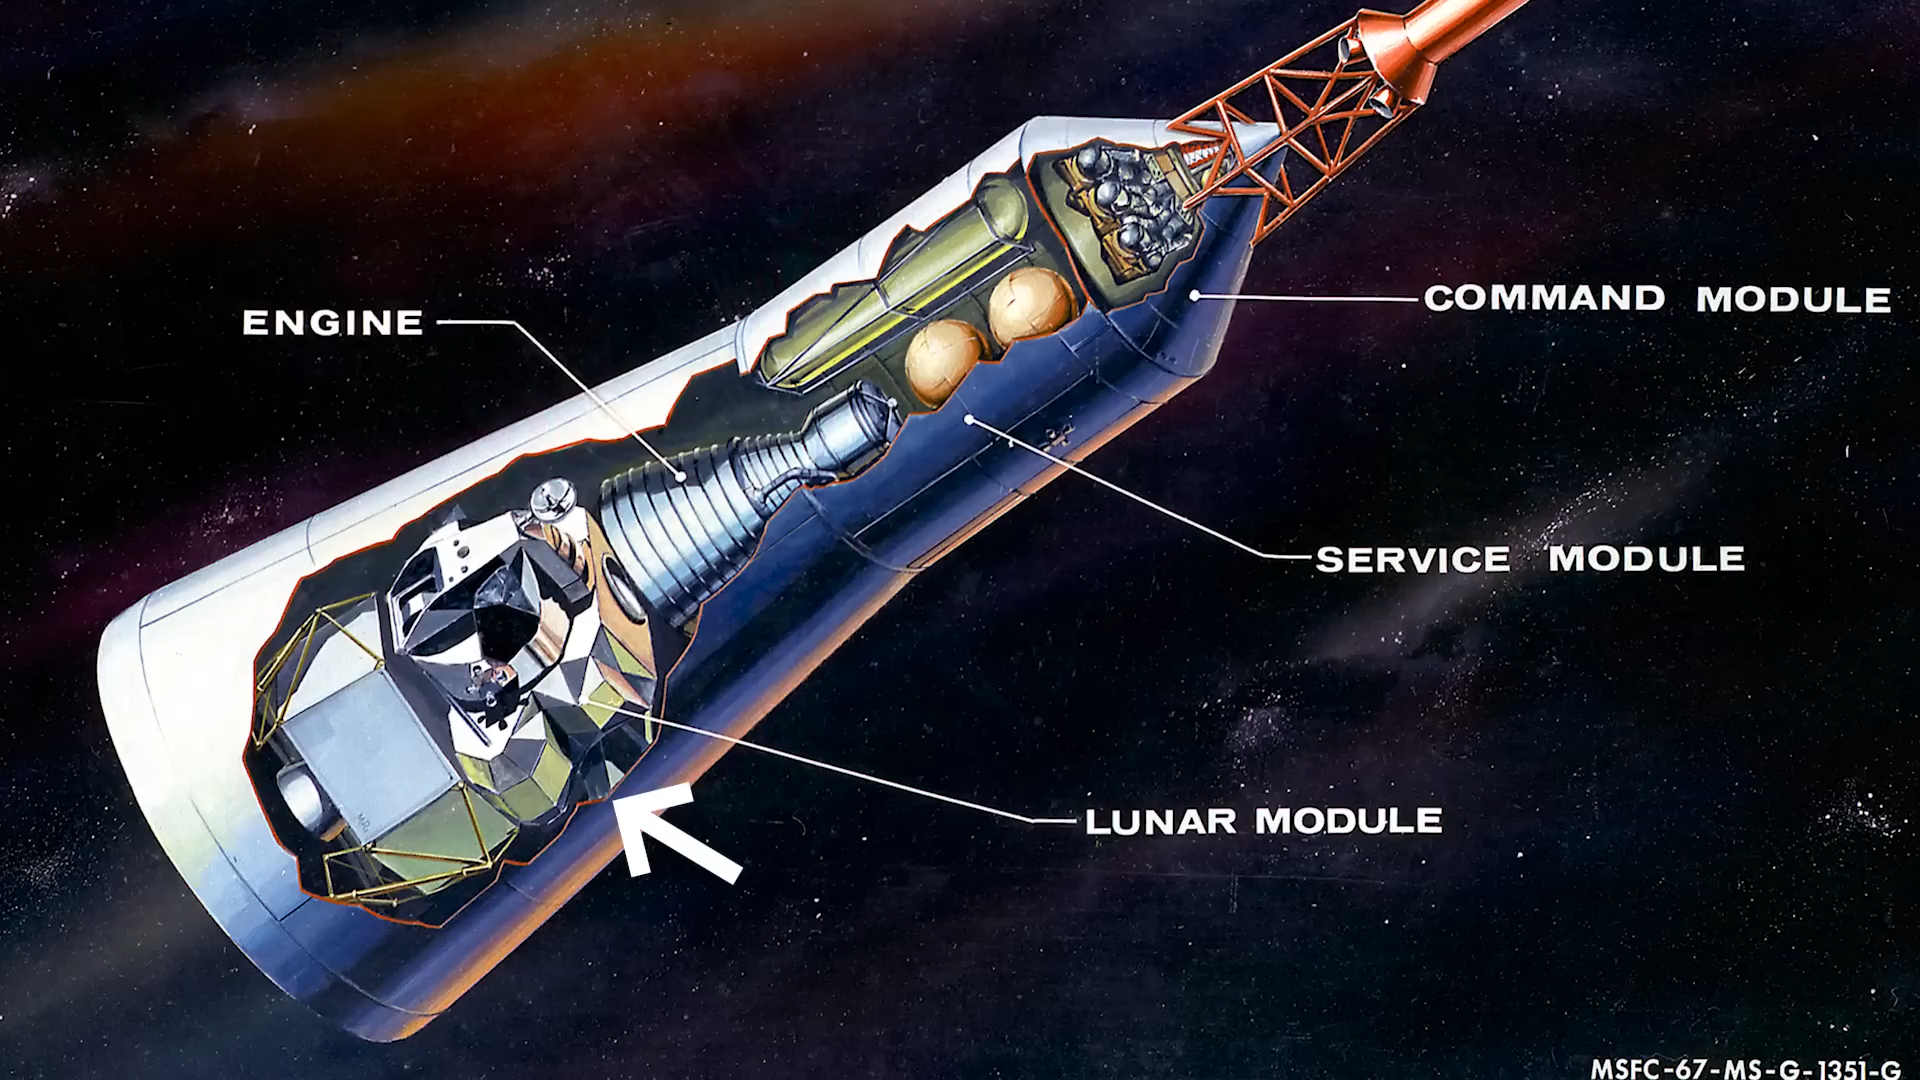 COMMAND MODULE
ENGINE
SERVICE MODULE
LUNAR MODULE
MSFC-67-MS-G-1351-G